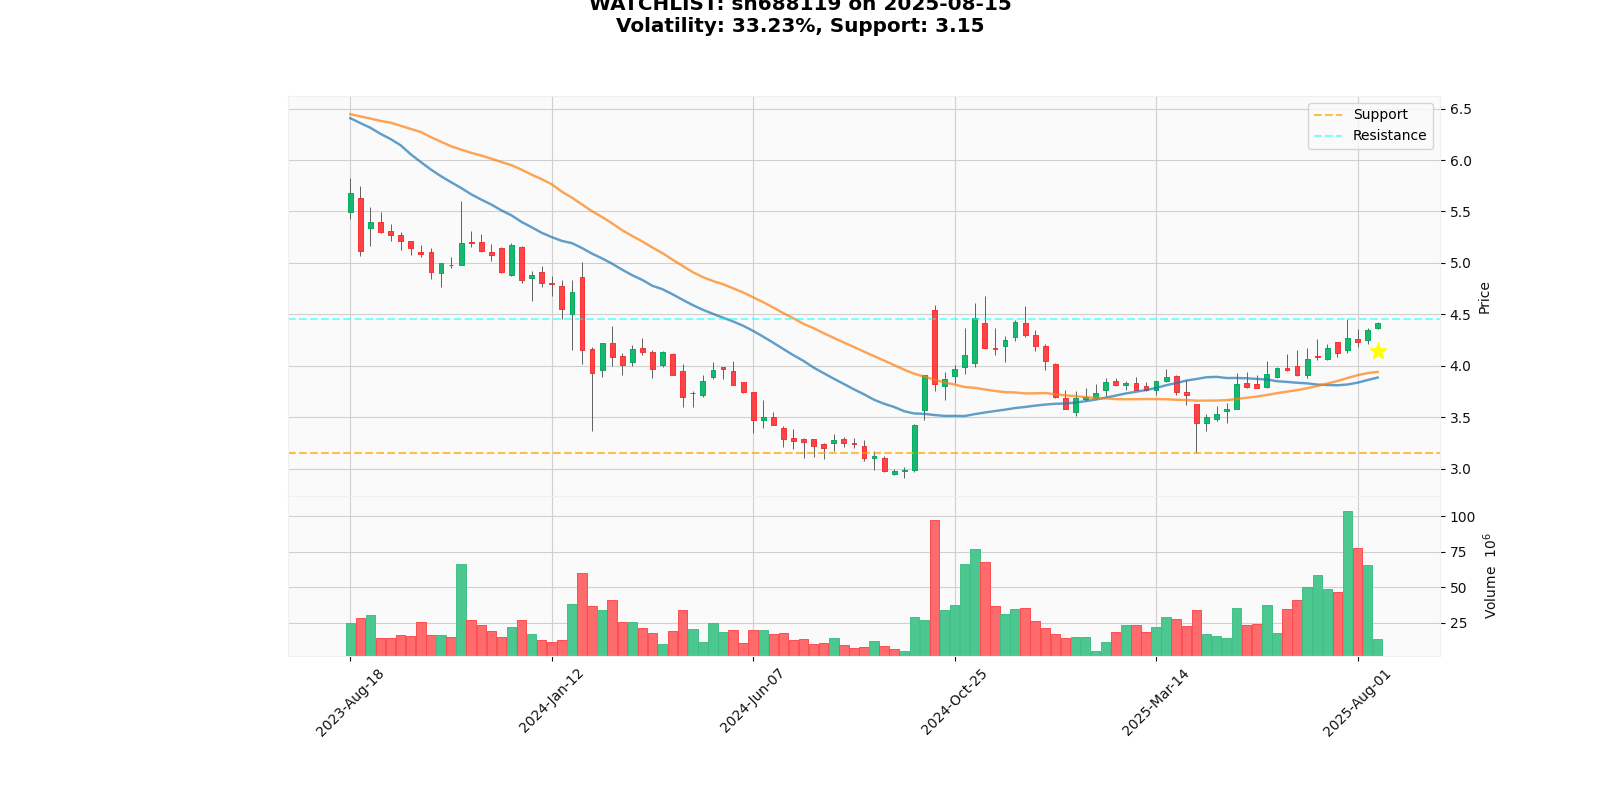 WATCHLIST: sh688119 on 2025-08-15
Volatility: 33.23%, Support: 3.15
Support
Resistance
6.5
6.0
5.5
5.0
4.5
4.0
3.5
3.0
Price
100
75
50
25
Volume 10⁶
2023-Aug-18
2024-Jan-12
2024-Jun-07
2024-Oct-25
2025-Mar-14
2025-Aug-01